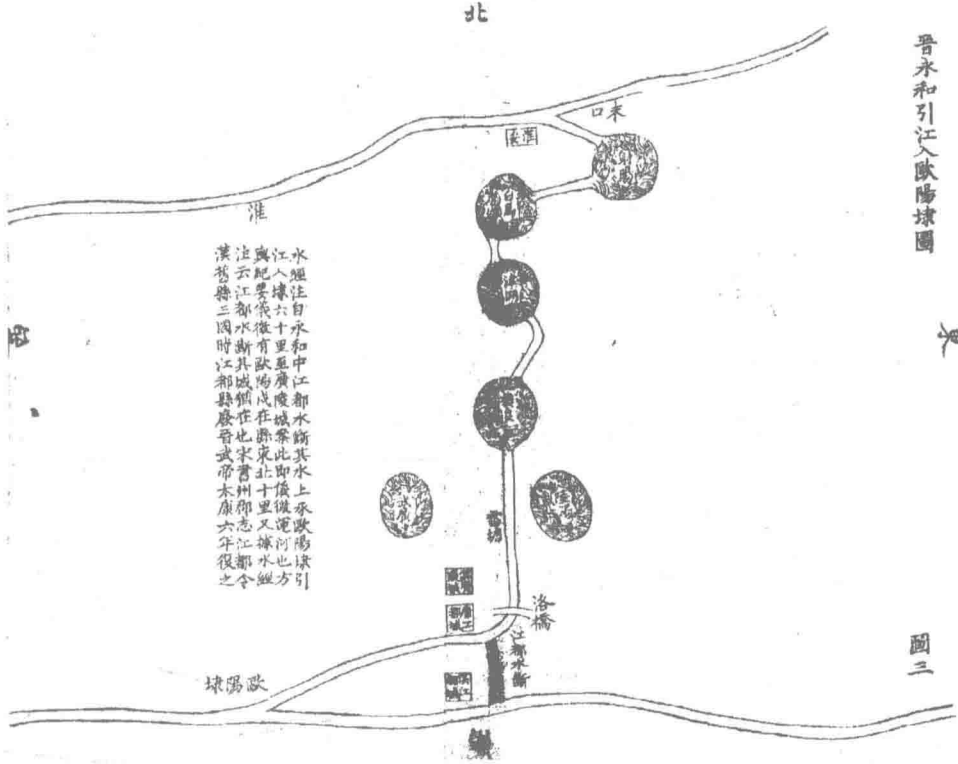 晉永和引江入歐陽埭圖
圖三
北
東
末口
淮
水經注自永和中江都水斷其水上承歐陽埭引
江入埭六十里至廣陵城案此即儀徵運河也方
輿紀要儀徵有歐陽戍在縣東北十里又據水經
注云江都水斷其城猶在也宋書州郡志江都令
漢舊縣三國時江都縣廢晉武帝太康六年復之
白馬
雷塘
洛橋
江都水斷
歐陽埭